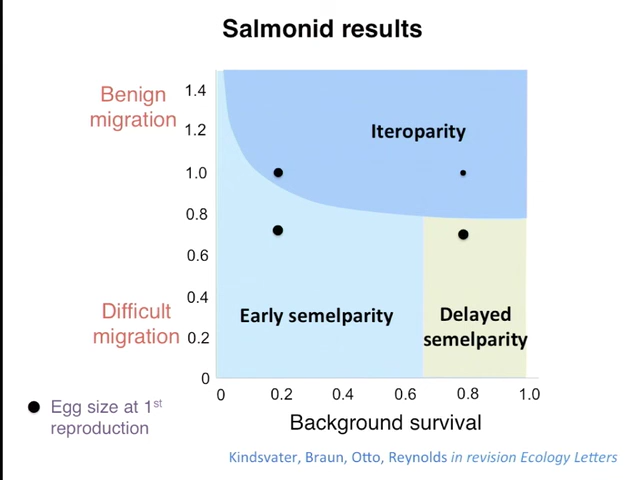 Salmonid results
Benign
migration
1.4
1.2
1.0
0.8
0.6
0.4
0.2
0
Iteroparity
Difficult
migration
Early semelparity
Delayed
semelparity
0
0.2
0.4
0.6
0.8
1.0
Background survival
Egg size at 1st
reproduction
Kindsvater, Braun, Otto, Reynolds in revision Ecology Letters